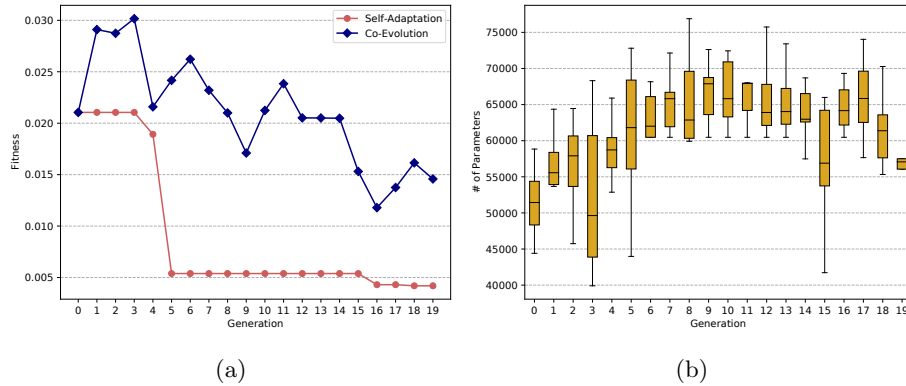 Self-Adaptation
Co-Evolution
0.030
0.025
0.020
0.015
0.010
0.005
Fitness
0 1 2 3 4 5 6 7 8 9 10 11 12 13 14 15 16 17 18 19
Generation
(a)
75000
70000
65000
60000
55000
50000
45000
40000
# of Parameters
0 1 2 3 4 5 6 7 8 9 10 11 12 13 14 15 16 17 18 19
Generation
(b)